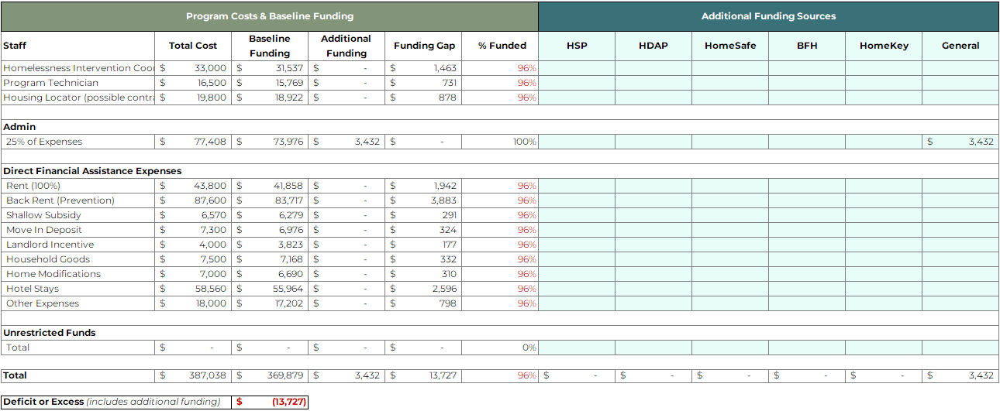 Program Costs & Baseline Funding Additional Funding Sources
Staff Total Cost Baseline Funding Additional Funding Funding Gap % Funded HSP HDAP HomeSafe BFH HomeKey General
Homelessness Intervention Coor $ 33,000 $ 31,537 $ - $ 1,463 96%
Program Technician $ 16,500 $ 15,769 $ - $ 731 96%
Housing Locator (possible contra $ 19,800 $ 18,922 $ - $ 878 96%
Admin
25% of Expenses $ 77,408 $ 73,976 $ 3,432 $ - 100% $ 3,432
Direct Financial Assistance Expenses
Rent (100%) $ 43,800 $ 41,858 $ - $ 1,942 96%
Back Rent (Prevention) $ 87,600 $ 83,717 $ - $ 3,883 96%
Shallow Subsidy $ 6,570 $ 6,279 $ - $ 291 96%
Move In Deposit $ 7,300 $ 6,976 $ - $ 324 96%
Landlord Incentive $ 4,000 $ 3,823 $ - $ 177 96%
Household Goods $ 7,500 $ 7,168 $ - $ 332 96%
Home Modifications $ 7,000 $ 6,690 $ - $ 310 96%
Hotel Stays $ 58,560 $ 55,964 $ - $ 2,596 96%
Other Expenses $ 18,000 $ 17,202 $ - $ 798 96%
Unrestricted Funds
Total $ - $ - $ - $ - 0%
Total $ 387,038 $ 369,879 $ 3,432 $ 13,727 96% $ - $ - $ - $ - $ - $ 3,432
Deficit or Excess (includes additional funding) $ (13,727)